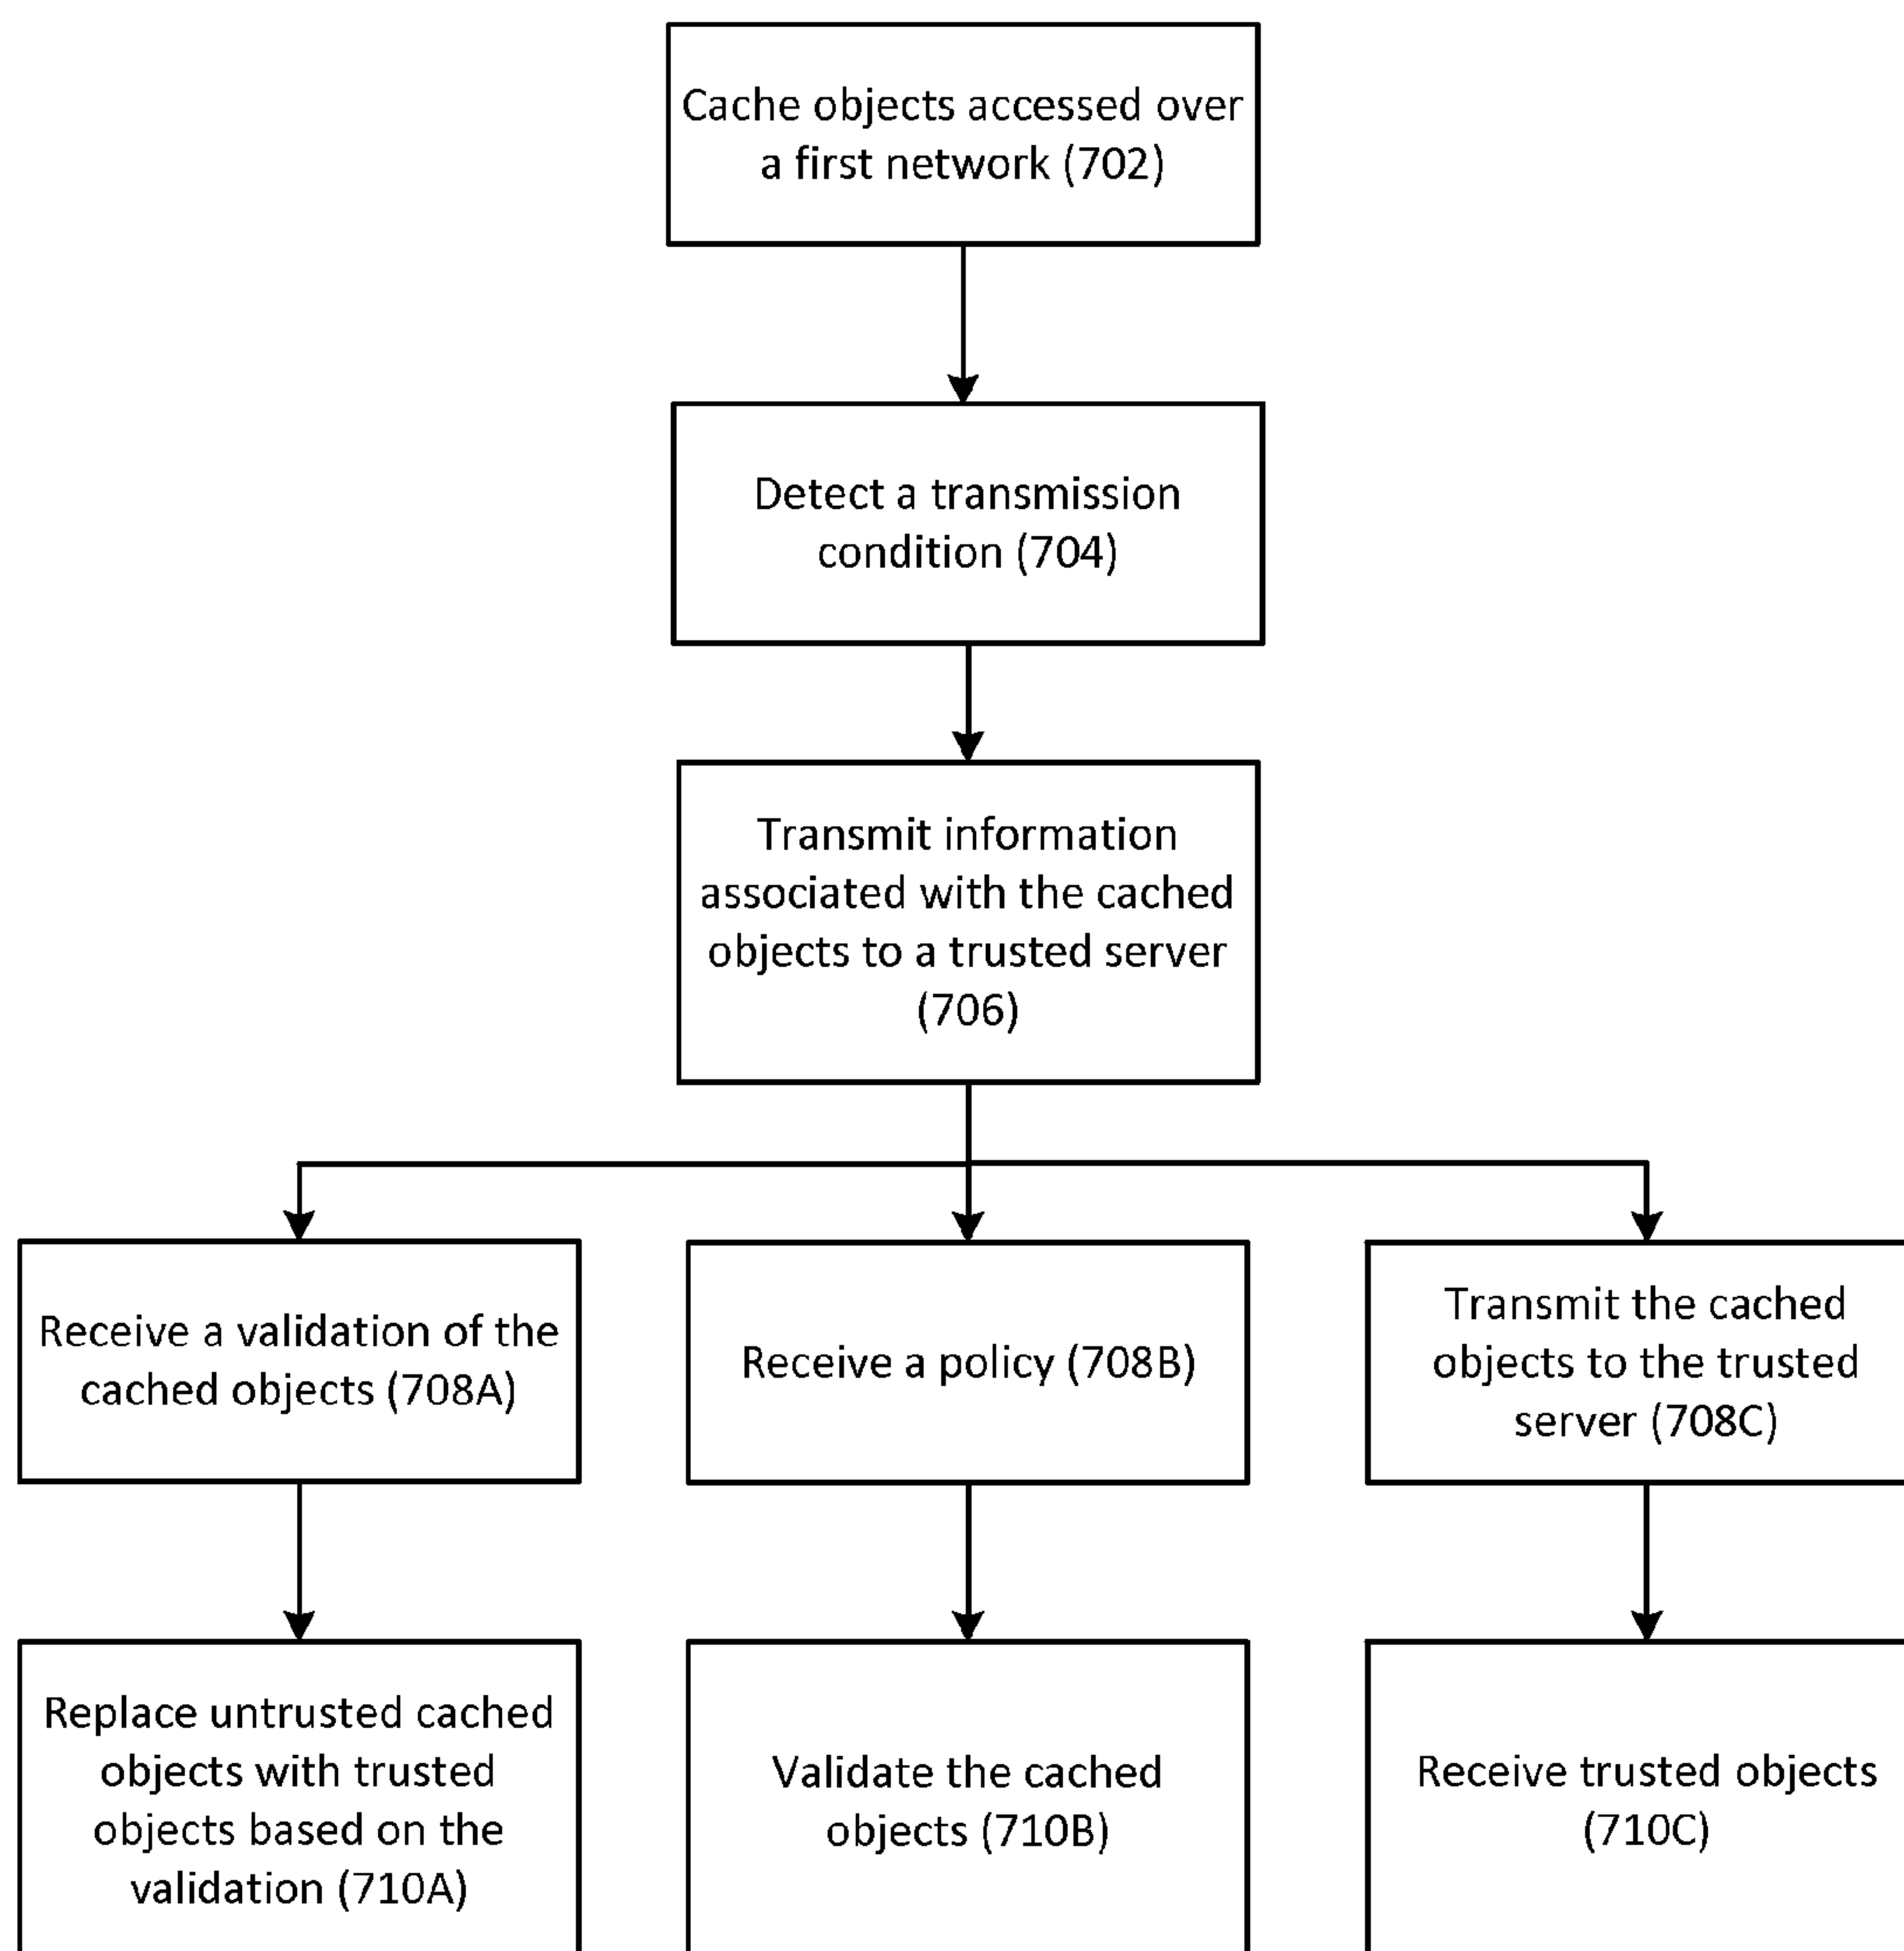 Cache objects accessed over
a first network (702)
Detect a transmission
condition (704)
Transmit information
associated with the cached
objects to a trusted server
(706)
Receive a validation of the
cached objects (708A)
Receive a policy (708B)
Transmit the cached
objects to the trusted
server (708C)
Replace untrusted cached
objects with trusted
objects based on the
validation (710A)
Validate the cached
objects (710B)
Receive trusted objects
(710C)